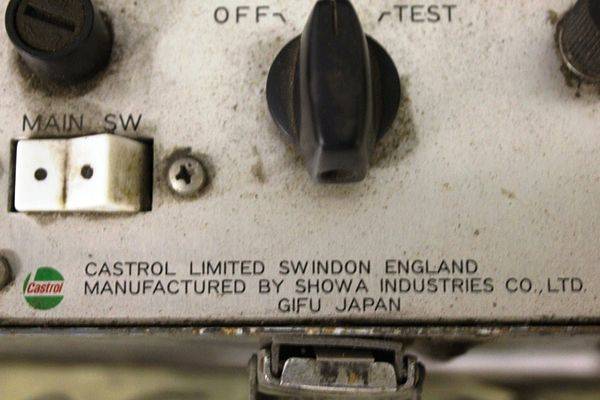 OFF TEST
MAIN SW
Castrol
CASTROL LIMITED SWINDON ENGLAND
MANUFACTURED BY SHOWA INDUSTRIES CO., LTD.
GIFU JAPAN